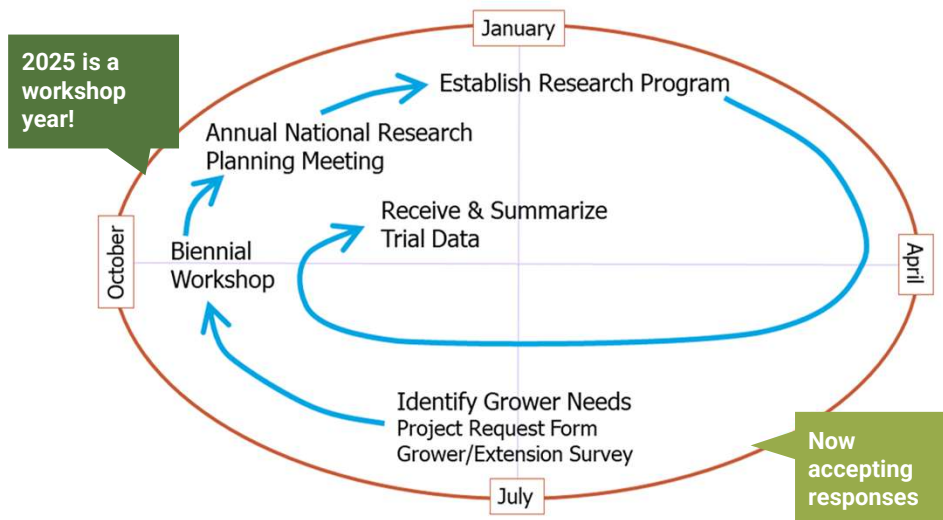 January
2025 is a
workshop
year!
Establish Research Program
Annual National Research
Planning Meeting
Receive & Summarize
Trial Data
October
Biennial
Workshop
April
Identify Grower Needs
Project Request Form
Grower/Extension Survey
Now
accepting
responses
July